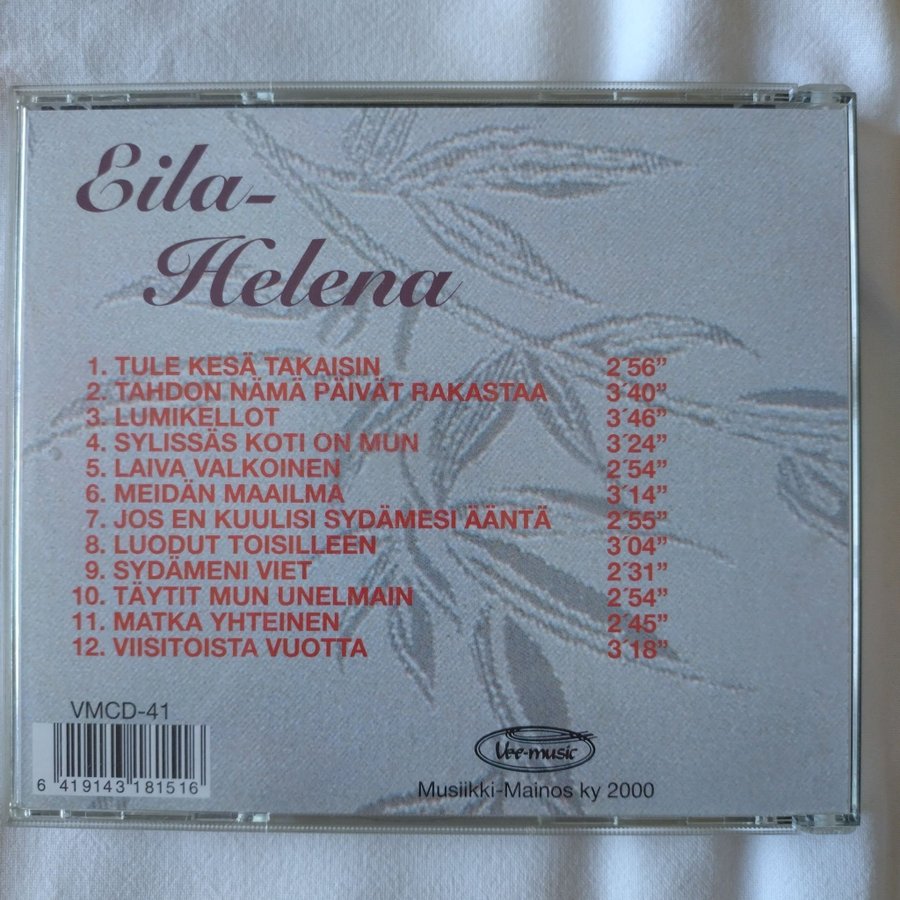 Eila-
Helena
1. TULE KESÄ TAKAISIN 2´56”
2. TAHDON NÄMÄ PÄIVÄT RAKASTAA 3´40”
3. LUMIKELLOT 3´46”
4. SYLISSÄS KOTI ON MUN 3´24”
5. LAIVA VALKOINEN 2´54”
6. MEIDÄN MAAILMA 3´14”
7. JOS EN KUULISI SYDÄMESI ÄÄNTÄ 2´55”
8. LUODUT TOISILLEEN 3´04”
9. SYDÄMENI VIET 2´31”
10. TÄYTIT MUN UNELMAIN 2´54”
11. MATKA YHTEINEN 2´45”
12. VIISITOISTA VUOTTA 3´18”
VMCD-41
6 419143 181516
Vee-music
Musiikki-Mainos ky 2000